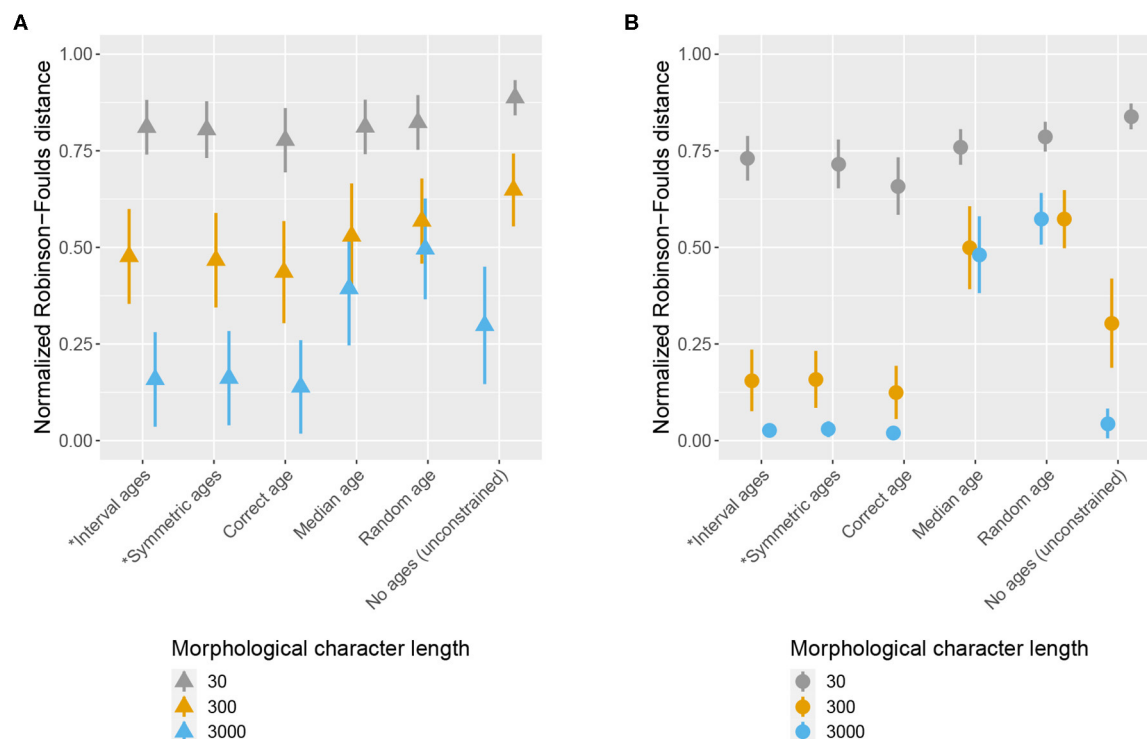 A
Normalized Robinson−Foulds distance
1.00
0.75
0.50
0.25
0.00
*Interval ages
*Symmetric ages
Correct age
Median age
Random age
No ages (unconstrained)
Morphological character length
30
300
3000
B
Normalized Robinson−Foulds distance
1.00
0.75
0.50
0.25
0.00
*Interval ages
*Symmetric ages
Correct age
Median age
Random age
No ages (unconstrained)
Morphological character length
30
300
3000